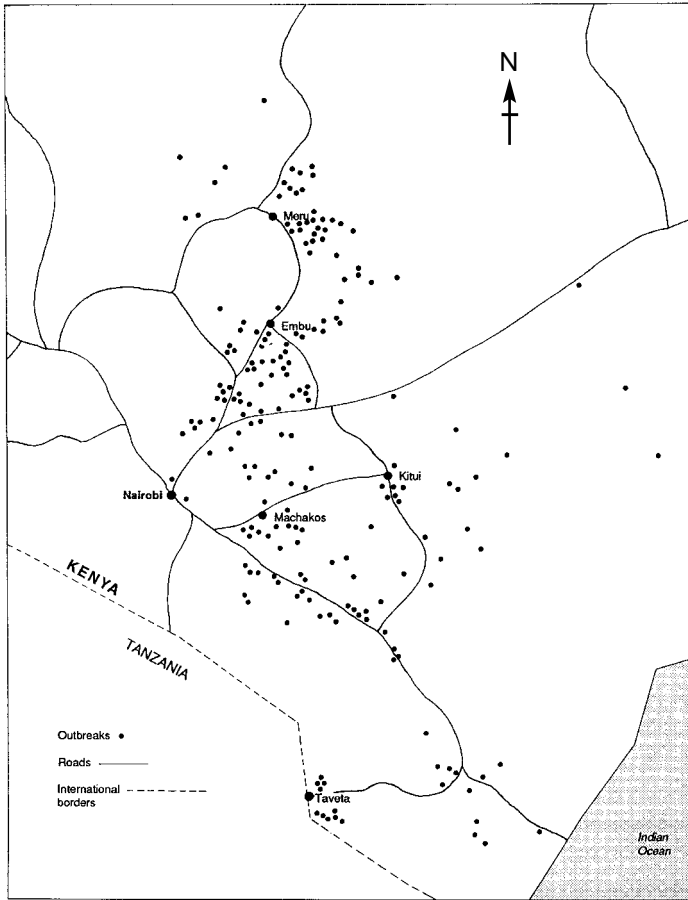 N
Meru
Embu
Kitui
Nairobi
Machakos
KENYA
TANZANIA
Outbreaks
Roads
International
borders
Taveta
Indian
Ocean